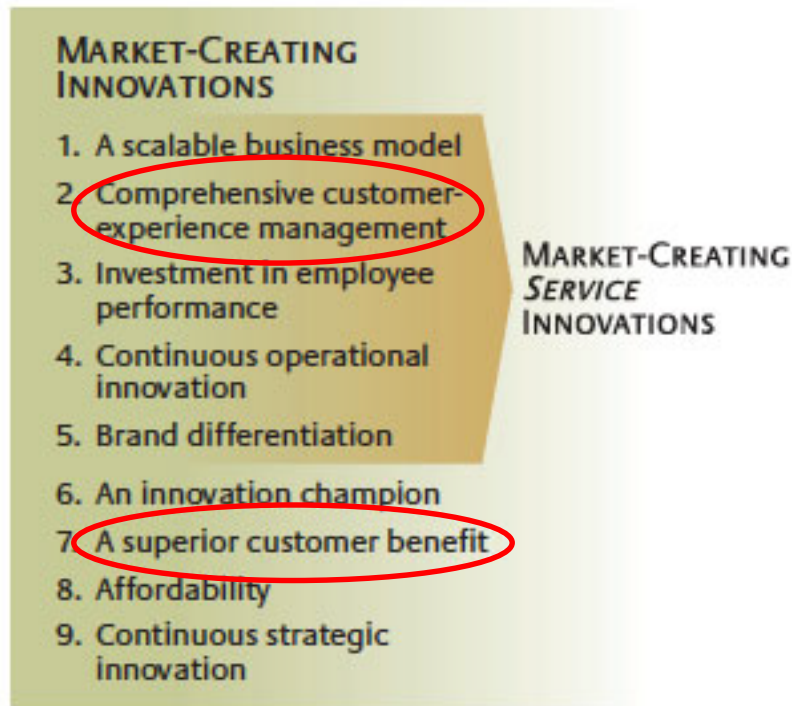 MARKET-CREATING
INNOVATIONS
1. A scalable business model
2. Comprehensive customer-
experience management
3. Investment in employee
performance
4. Continuous operational
innovation
5. Brand differentiation
6. An innovation champion
7. A superior customer benefit
8. Affordability
9. Continuous strategic
innovation
MARKET-CREATING
SERVICE
INNOVATIONS